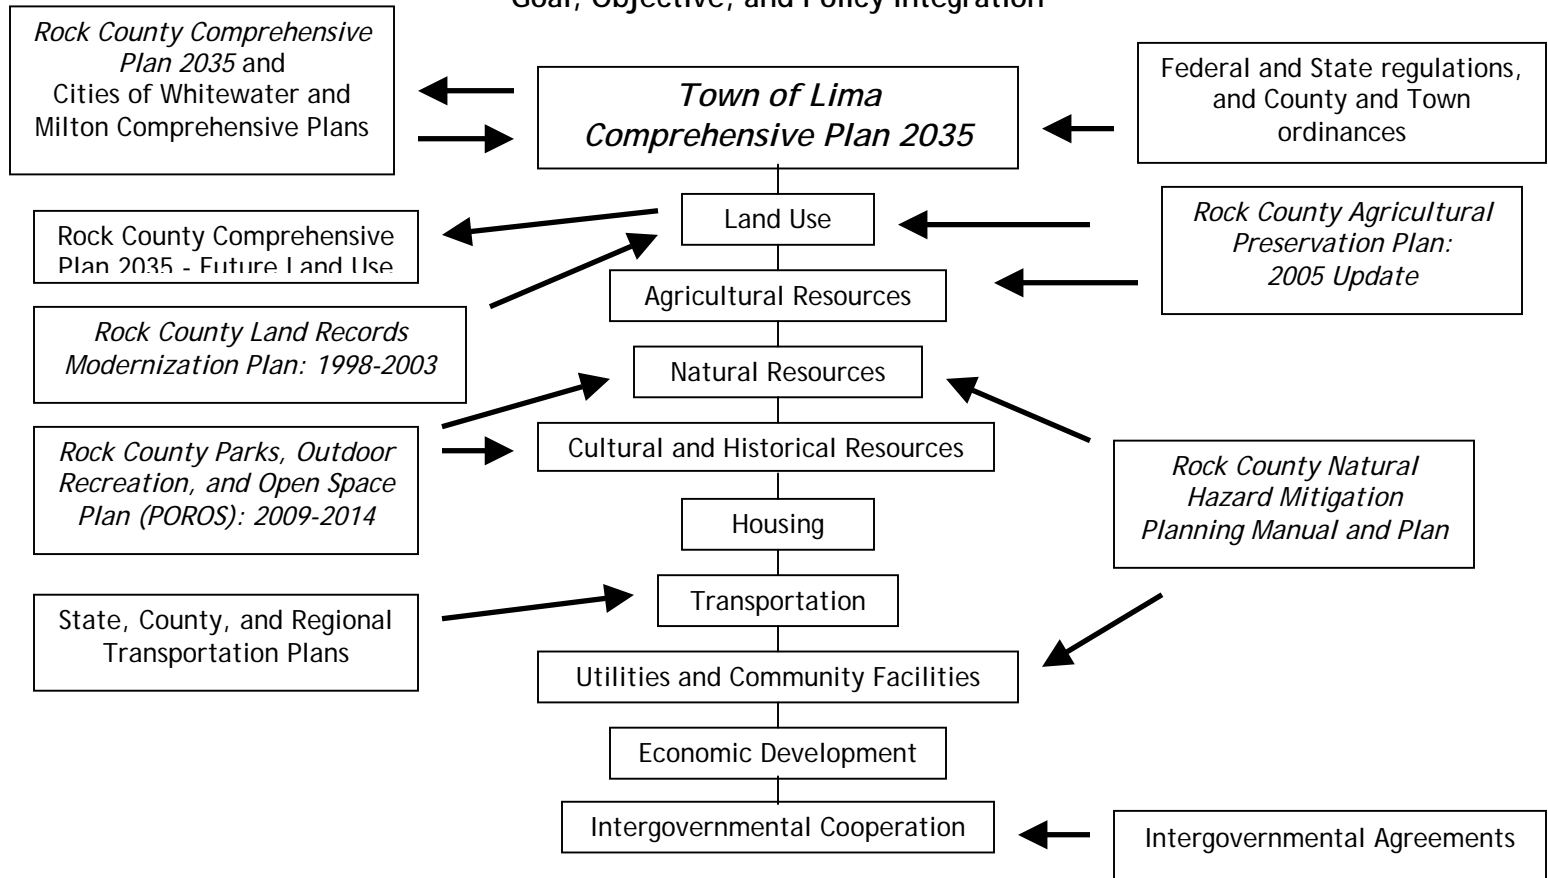 Goal, Objective, and Policy Integration
Rock County Comprehensive
Plan 2035 and
Cities of Whitewater and
Milton Comprehensive Plans
Town of Lima
Comprehensive Plan 2035
Federal and State regulations,
and County and Town
ordinances
Land Use
Rock County Agricultural
Preservation Plan:
2005 Update
Rock County Comprehensive
Plan 2035 - Future Land Use
Agricultural Resources
Rock County Land Records
Modernization Plan: 1998-2003
Natural Resources
Rock County Parks, Outdoor
Recreation, and Open Space
Plan (POROS): 2009-2014
Cultural and Historical Resources
Rock County Natural
Hazard Mitigation
Planning Manual and Plan
Housing
Transportation
State, County, and Regional
Transportation Plans
Utilities and Community Facilities
Economic Development
Intergovernmental Cooperation
Intergovernmental Agreements